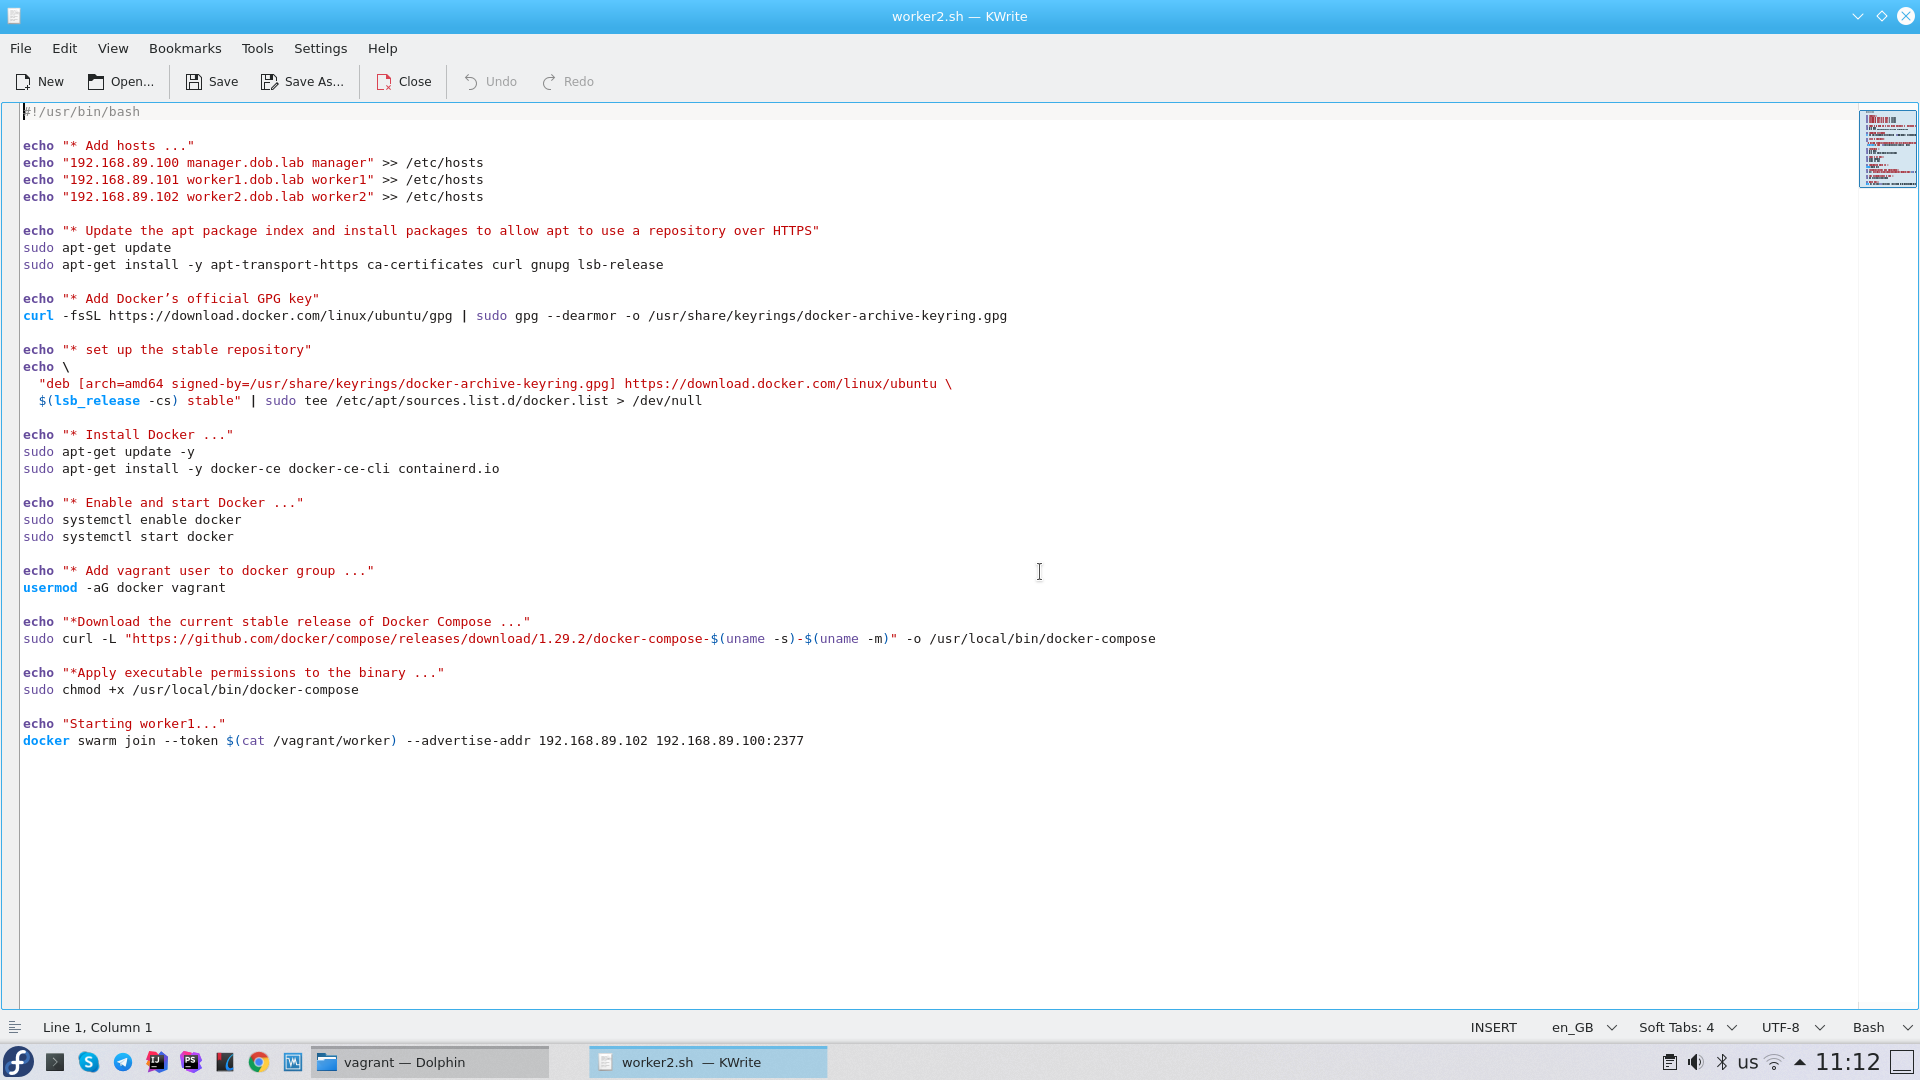 worker2.sh — KWrite
File Edit View Bookmarks Tools Settings Help
New Open... Save Save As... Close Undo Redo
#!/usr/bin/bash
echo "* Add hosts ..."
echo "192.168.89.100 manager.dob.lab manager" >> /etc/hosts
echo "192.168.89.101 worker1.dob.lab worker1" >> /etc/hosts
echo "192.168.89.102 worker2.dob.lab worker2" >> /etc/hosts
echo "* Update the apt package index and install packages to allow apt to use a repository over HTTPS"
sudo apt-get update
sudo apt-get install -y apt-transport-https ca-certificates curl gnupg lsb-release
echo "* Add Docker’s official GPG key"
curl -fsSL https://download.docker.com/linux/ubuntu/gpg | sudo gpg --dearmor -o /usr/share/keyrings/docker-archive-keyring.gpg
echo "* set up the stable repository"
echo \
"deb [arch=amd64 signed-by=/usr/share/keyrings/docker-archive-keyring.gpg] https://download.docker.com/linux/ubuntu \
$(lsb_release -cs) stable" | sudo tee /etc/apt/sources.list.d/docker.list > /dev/null
echo "* Install Docker ..."
sudo apt-get update -y
sudo apt-get install -y docker-ce docker-ce-cli containerd.io
echo "* Enable and start Docker ..."
sudo systemctl enable docker
sudo systemctl start docker
echo "* Add vagrant user to docker group ..."
usermod -aG docker vagrant
echo "*Download the current stable release of Docker Compose ..."
sudo curl -L "https://github.com/docker/compose/releases/download/1.29.2/docker-compose-$(uname -s)-$(uname -m)" -o /usr/local/bin/docker-compose
echo "*Apply executable permissions to the binary ..."
sudo chmod +x /usr/local/bin/docker-compose
echo "Starting worker1..."
docker swarm join --token $(cat /vagrant/worker) --advertise-addr 192.168.89.102 192.168.89.100:2377
Line 1, Column 1 INSERT en_GB Soft Tabs: 4 UTF-8 Bash
vagrant — Dolphin worker2.sh — KWrite us 11:12